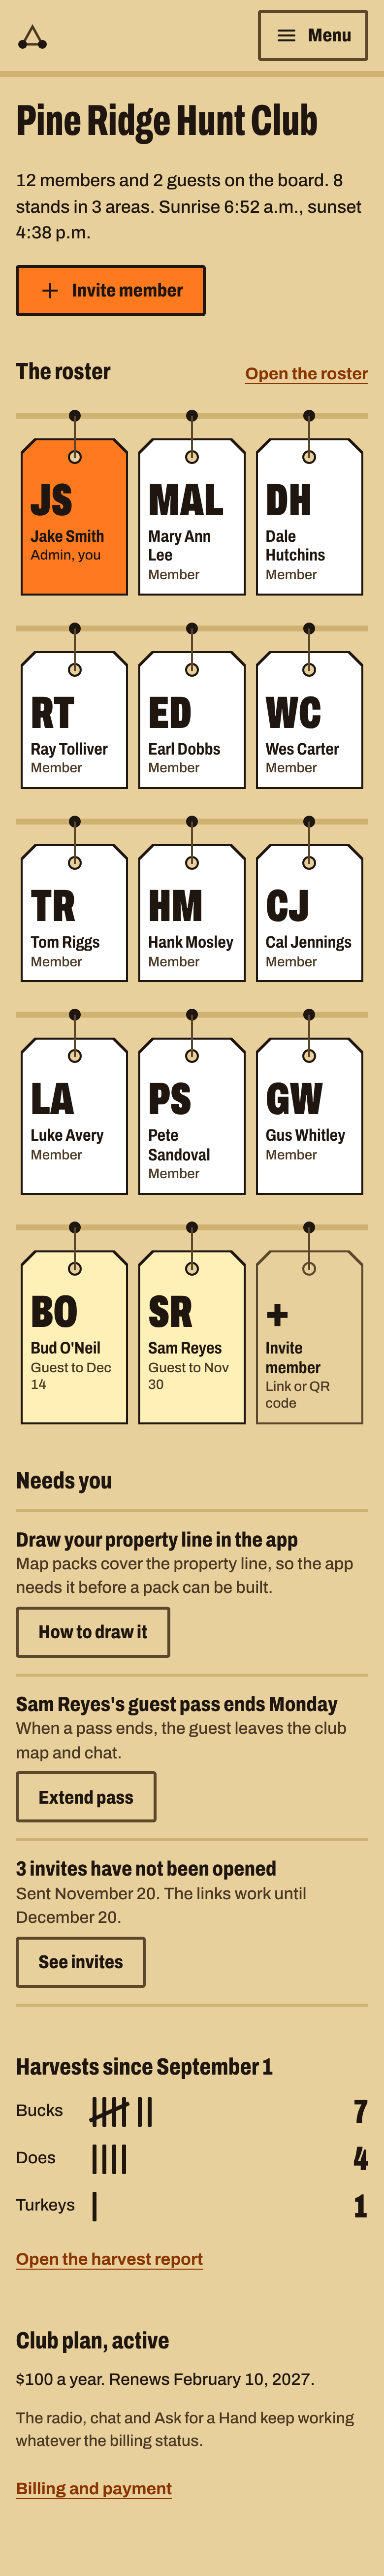 Menu
Pine Ridge Hunt Club
12 members and 2 guests on the board. 8
stands in 3 areas. Sunrise 6:52 a.m., sunset
4:38 p.m.
Invite member
The roster
Open the roster
JS
Jake Smith
Admin, you
MAL
Mary Ann
Lee
Member
DH
Dale
Hutchins
Member
RT
Ray Tolliver
Member
ED
Earl Dobbs
Member
WC
Wes Carter
Member
TR
Tom Riggs
Member
HM
Hank Mosley
Member
CJ
Cal Jennings
Member
LA
Luke Avery
Member
PS
Pete
Sandoval
Member
GW
Gus Whitley
Member
BO
Bud O'Neil
Guest to Dec
14
SR
Sam Reyes
Guest to Nov
30
+
Invite
member
Link or QR
code
Needs you
Draw your property line in the app
Map packs cover the property line, so the app
needs it before a pack can be built.
How to draw it
Sam Reyes's guest pass ends Monday
When a pass ends, the guest leaves the club
map and chat.
Extend pass
3 invites have not been opened
Sent November 20. The links work until
December 20.
See invites
Harvests since September 1
Bucks 7
Does 4
Turkeys 1
Open the harvest report
Club plan, active
$100 a year. Renews February 10, 2027.
The radio, chat and Ask for a Hand keep working
whatever the billing status.
Billing and payment